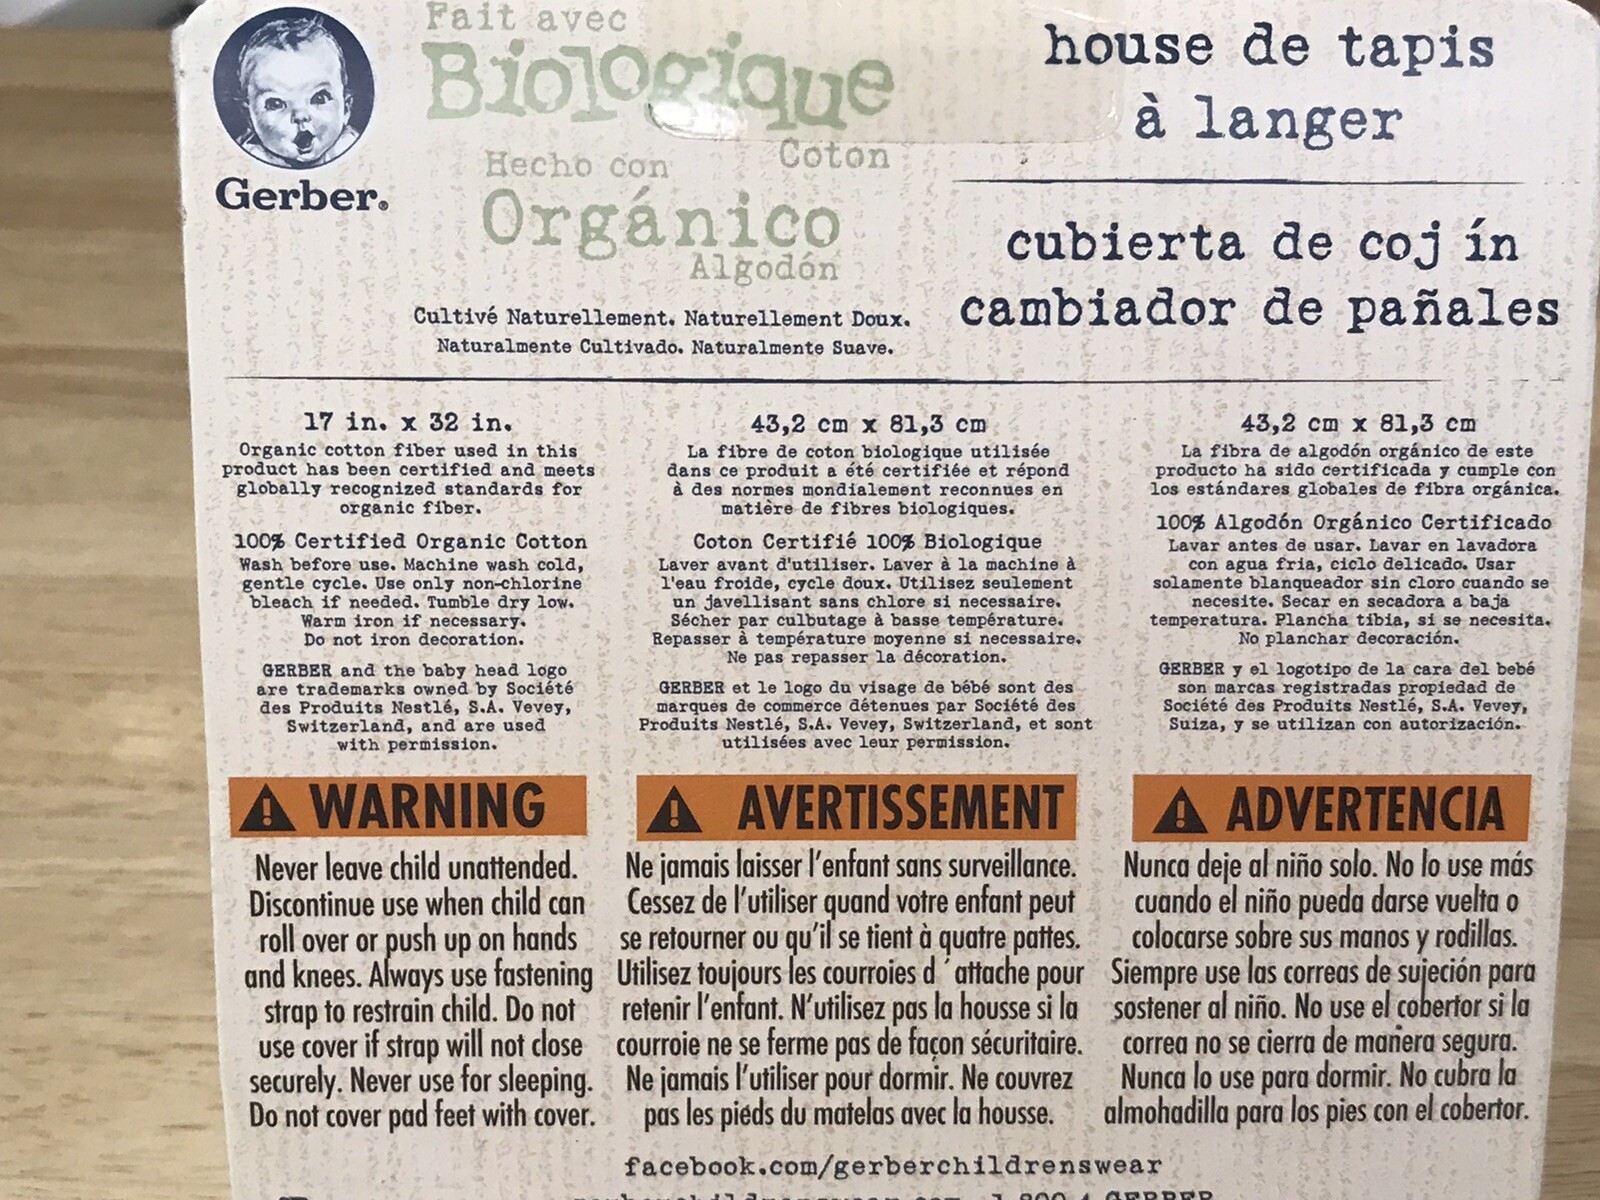 Fait avec
Biologique
Coton
Hecho con
Orgánico
Algodón
Cultivé Naturellement. Naturellement Doux.
Naturalmente Cultivado. Naturalmente Suave.
Gerber®
house de tapis
à langer
cubierta de cojín
cambiador de pañales
17 in. x 32 in.
Organic cotton fiber used in this
product has been certified and meets
globally recognized standards for
organic fiber.
100% Certified Organic Cotton
Wash before use. Machine wash cold,
gentle cycle. Use only non-chlorine
bleach if needed. Tumble dry low.
Warm iron if necessary.
Do not iron decoration.
GERBER and the baby head logo
are trademarks owned by Société
des Produits Nestlé, S.A. Vevey,
Switzerland, and are used
with permission.
WARNING
Never leave child unattended.
Discontinue use when child can
roll over or push up on hands
and knees. Always use fastening
strap to restrain child. Do not
use cover if strap will not close
securely. Never use for sleeping.
Do not cover pad feet with cover.
43,2 cm x 81,3 cm
La fibre de coton biologique utilisée
dans ce produit a été certifiée et répond
à des normes mondialement reconnues en
matière de fibres biologiques.
Coton Certifié 100% Biologique
Laver avant d'utiliser. Laver à la machine à
l'eau froide, cycle doux. Utilisez seulement
un javellisant sans chlore si necessaire.
Sécher par culbutage à basse température.
Repasser à température moyenne si necessaire.
Ne pas repasser la décoration.
GERBER et le logo du visage de bébé sont des
marques de commerce détenues par Société des
Produits Nestlé, S.A. Vevey, Switzerland, et sont
utilisées avec leur permission.
AVERTISSEMENT
Ne jamais laisser l'enfant sans surveillance.
Cessez de l'utiliser quand votre enfant peut
se retourner ou qu'il se tient à quatre pattes.
Utilisez toujours les courroies d'attache pour
retenir l'enfant. N'utilisez pas la housse si la
courroie ne se ferme pas de façon sécuritaire.
Ne jamais l'utiliser pour dormir. Ne couvrez
pas les pieds du matelas avec la housse.
43,2 cm x 81,3 cm
La fibra de algodón orgánico de este
producto ha sido certificada y cumple con
los estándares globales de fibra orgánica.
100% Algodón Orgánico Certificado
Lavar antes de usar. Lavar en lavadora
con agua fria, ciclo delicado. Usar
solamente blanqueador sin cloro cuando se
necesite. Secar en secadora a baja
temperatura. Plancha tibia, si se necesita.
No planchar decoración.
GERBER y el logotipo de la cara del bebé
son marcas registradas propiedad de
Société des Produits Nestlé, S.A. Vevey,
Suiza, y se utilizan con autorización.
ADVERTENCIA
Nunca deje al niño solo. No lo use más
cuando el niño pueda darse vuelta o
colocarse sobre sus manos y rodillas.
Siempre use las correas de sujeción para
sostener al niño. No use el cobertor si la
correa no se cierra de mañera segura.
Nunca lo use para dormir. No cubra la
almohadilla para los pies con el cobertor.
facebook.com/gerberchildrenswear